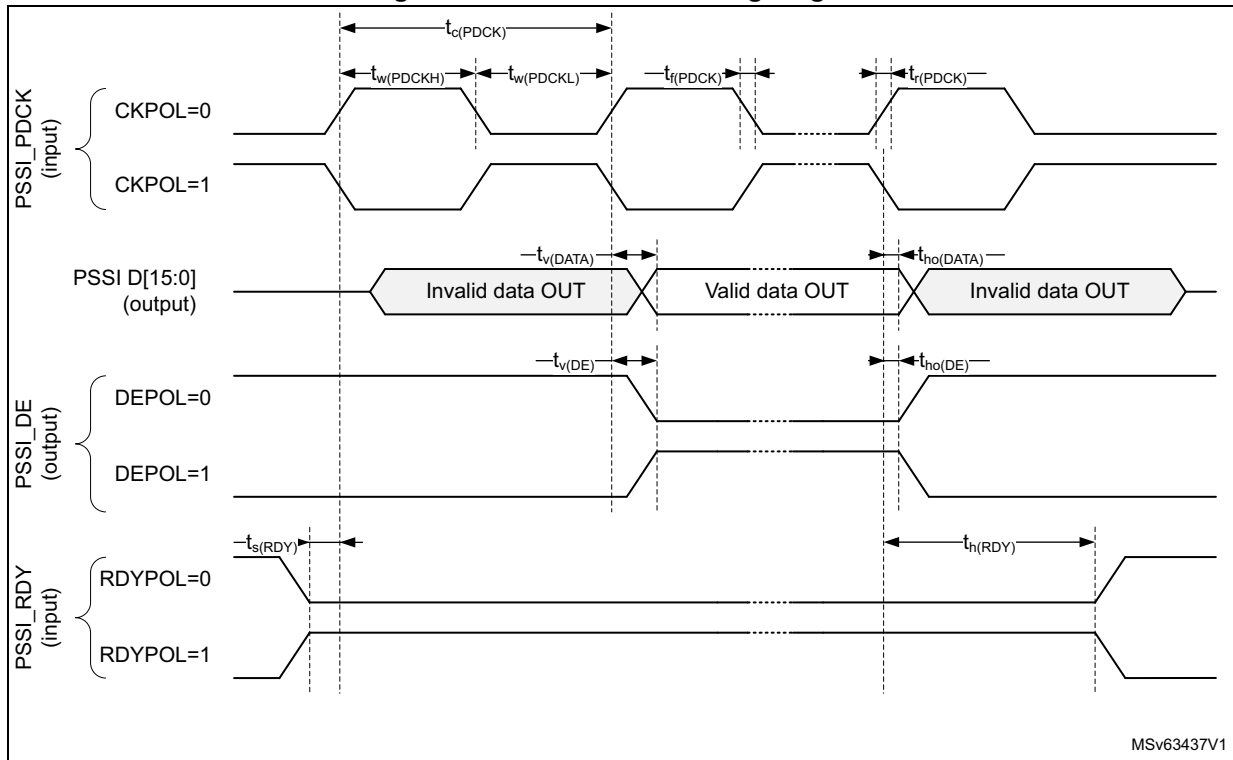 tc(PDCK)
tw(PDCKH) tw(PDCKL) tf(PDCK) tr(PDCK)
PSSI_PDCK
(input)
CKPOL=0
CKPOL=1
PSSI D[15:0]
(output)
tv(DATA) tho(DATA)
Invalid data OUT Valid data OUT Invalid data OUT
tv(DE) tho(DE)
PSSI_DE
(output)
DEPOL=0
DEPOL=1
ts(RDY) th(RDY)
PSSI_RDY
(input)
RDYPOL=0
RDYPOL=1
MSv63437V1